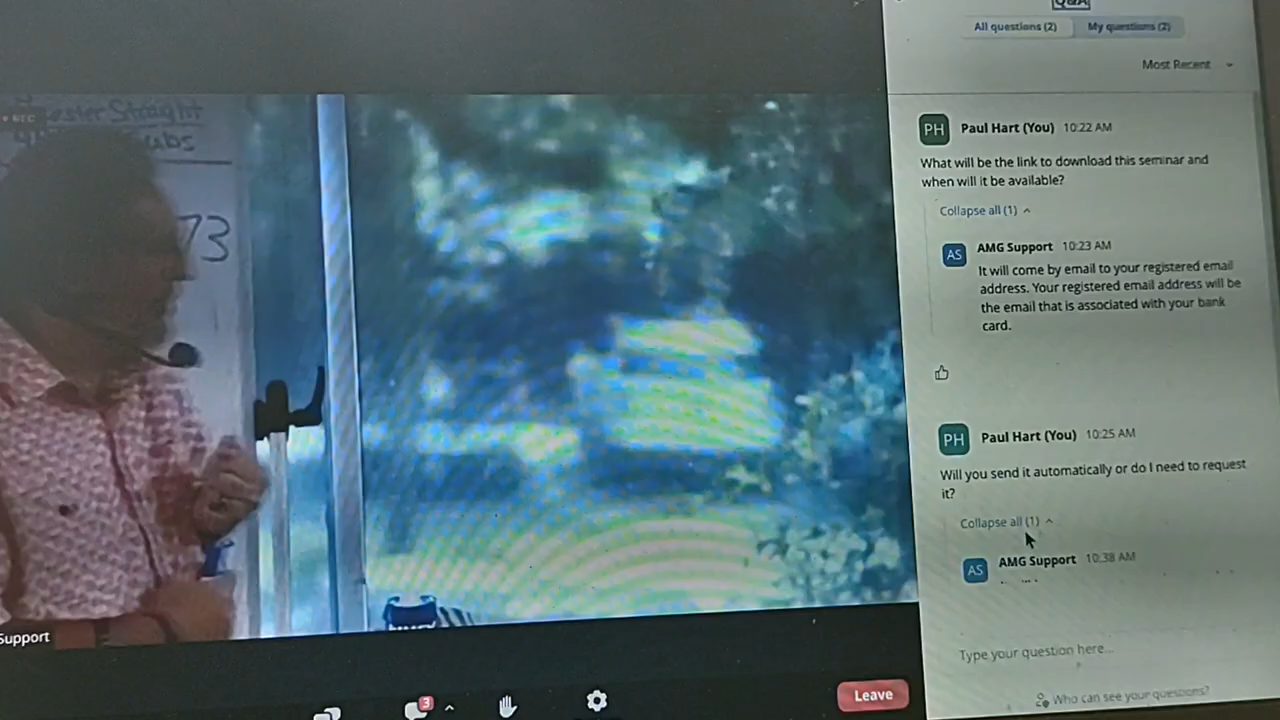 REC
Straight
73
Support
Q&A
All questions (2)
My questions (2)
Most Recent
PH
Paul Hart (You) 10:22 AM
What will be the link to download this seminar and
when will it be available?
Collapse all (1)
AS
AMG Support 10:23 AM
It will come by email to your registered email
address. Your registered email address will be
the email that is associated with your bank
card.
PH
Paul Hart (You) 10:25 AM
Will you send it automatically or do I need to request
it?
Collapse all (1)
AS
AMG Support 10:38 AM
Type your question here...
Who can see your questions?
3
Leave